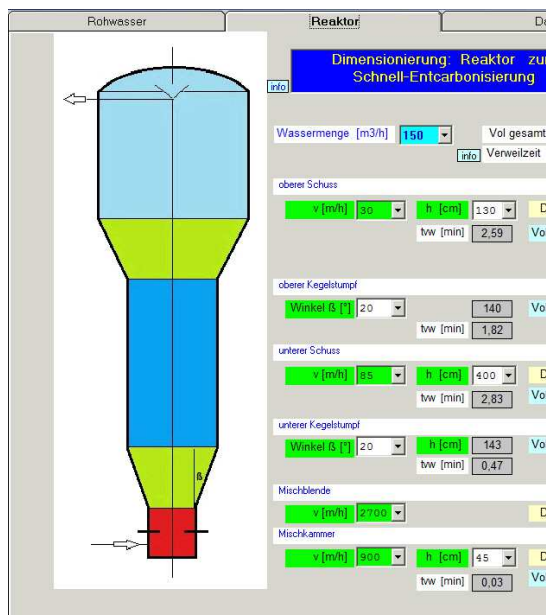 Rohwasser Reaktor Da
Dimensionierung: Reaktor zur
Schnell-Entcarbonisierung
info
Wassermenge [m3/h] 150 Vol gesamt
info Verweilzeit
oberer Schuss
v [m/h] 30 h [cm] 130 D
tvw [min] 2,59 Vo
oberer Kegelstumpf
Winkel ß [°] 20 140 Vo
tvw [min] 1,82
unterer Schuss
v [m/h] 85 h [cm] 400 D
tvw [min] 2,83 Vo
unterer Kegelstumpf
Winkel ß [°] 20 h [cm] 143 Vo
tvw [min] 0,47
ß
Mischblende
v [m/h] 2700 D
Mischkammer
v [m/h] 900 h [cm] 45 D
tvw [min] 0,03 Vo